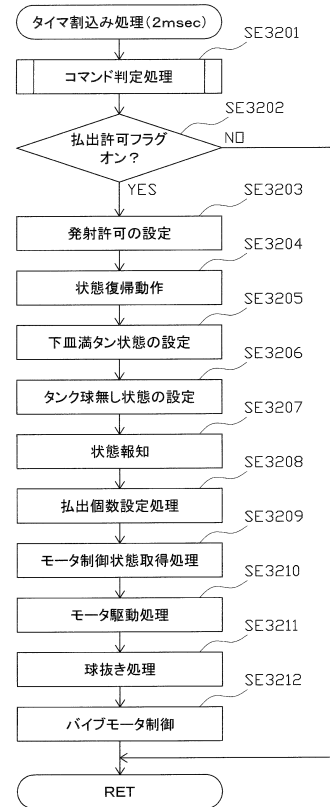 タイマ割込み処理(2msec)
SE3201
コマンド判定処理
SE3202
払出許可フラグ
オン?
NO
YES
SE3203
発射許可の設定
SE3204
状態復帰動作
SE3205
下皿満タン状態の設定
SE3206
タンク球無し状態の設定
SE3207
状態報知
SE3208
払出個数設定処理
SE3209
モータ制御状態取得処理
SE3210
モータ駆動処理
SE3211
球抜き処理
SE3212
バイブモータ制御
RET